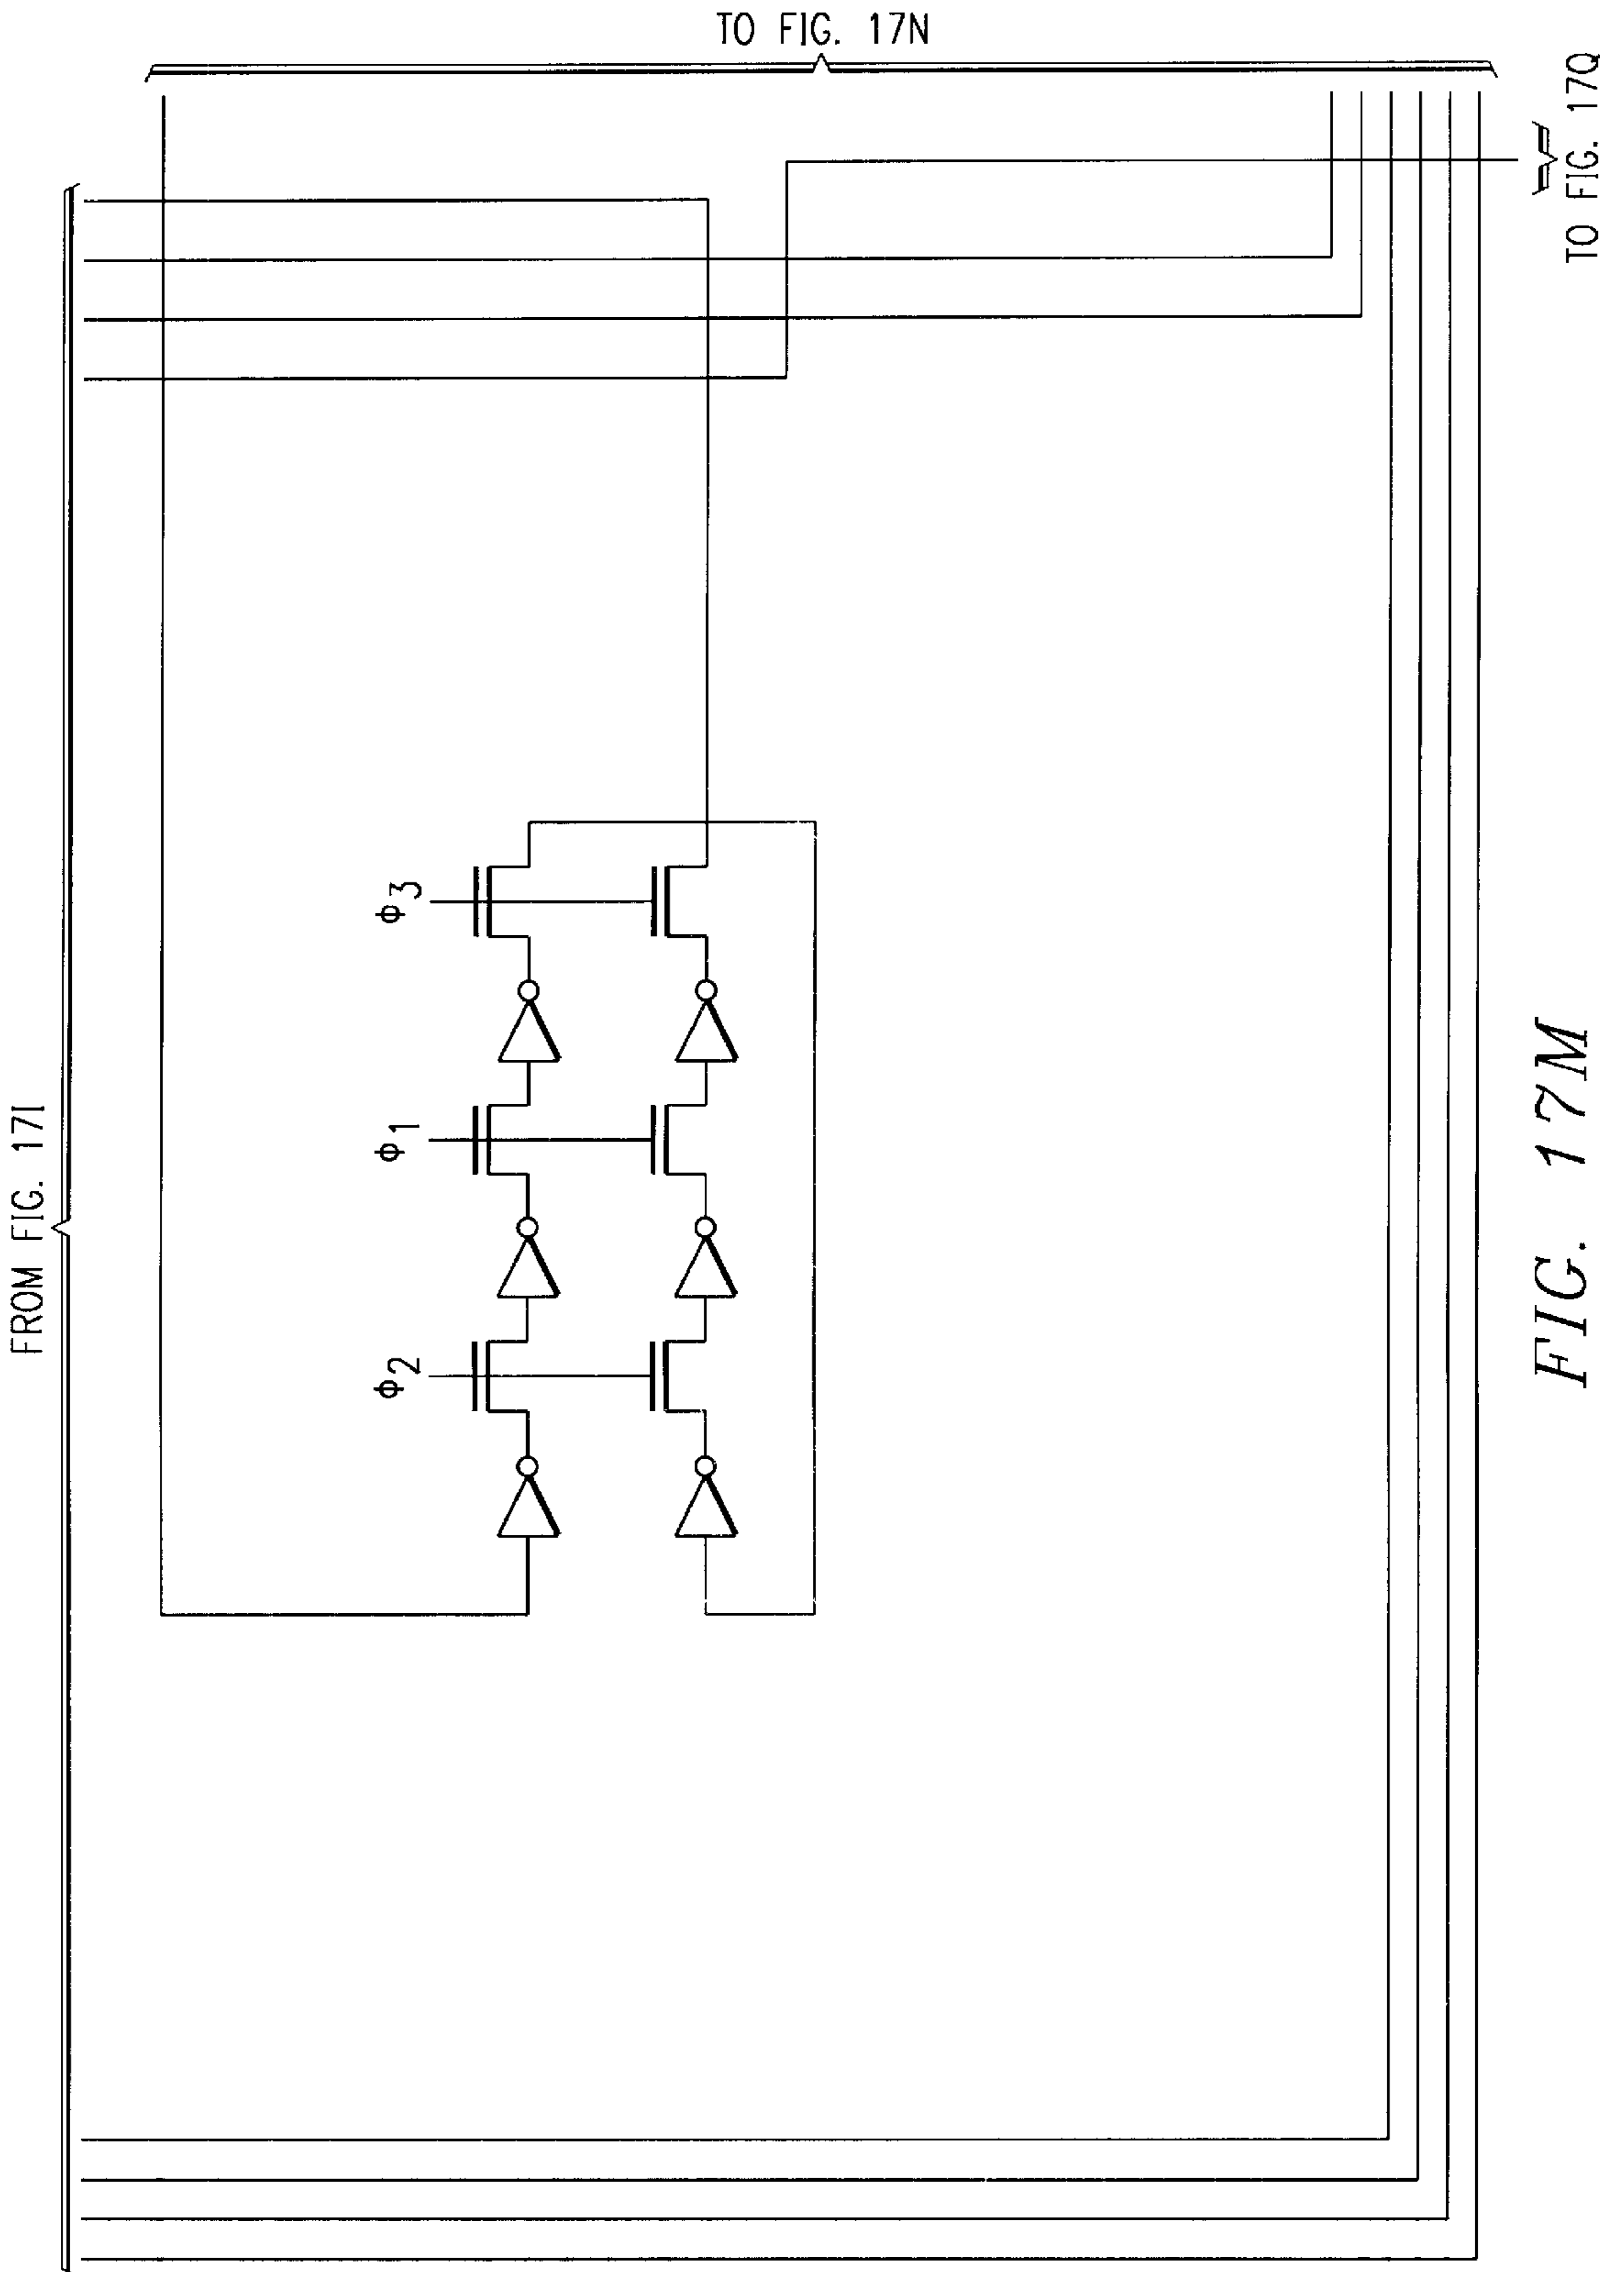 TO FIG. 17N
TO FIG. 17Q
FROM FIG. 17I
Φ3
Φ1
Φ2
FIG. 17M